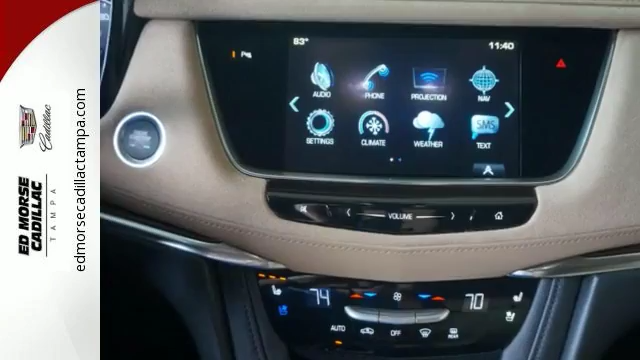 Cadillac
ED MORSE
CADILLAC
TAMPA
edmorsecadillactampa.com
83°
11:40
AUDIO
PHONE
PROJECTION
NAV
SETTINGS
CLIMATE
WEATHER
SMS
TEXT
VOLUME
74
70
AUTO
OFF
REAR